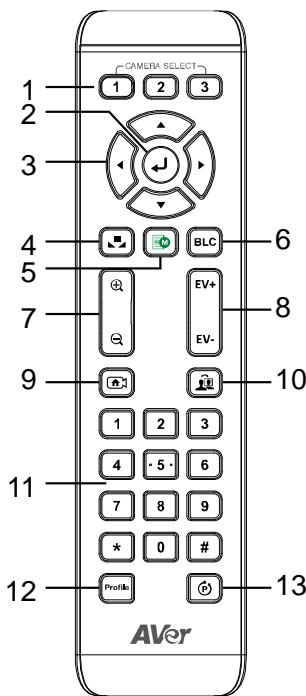 CAMERA SELECT
1 1 2 3
2
3
4 M BLC 6
5
7 EV+ 8
EV-
9 10
1 2 3
4 5 6
11
7 8 9
* 0 #
12 Profile P 13
AVer